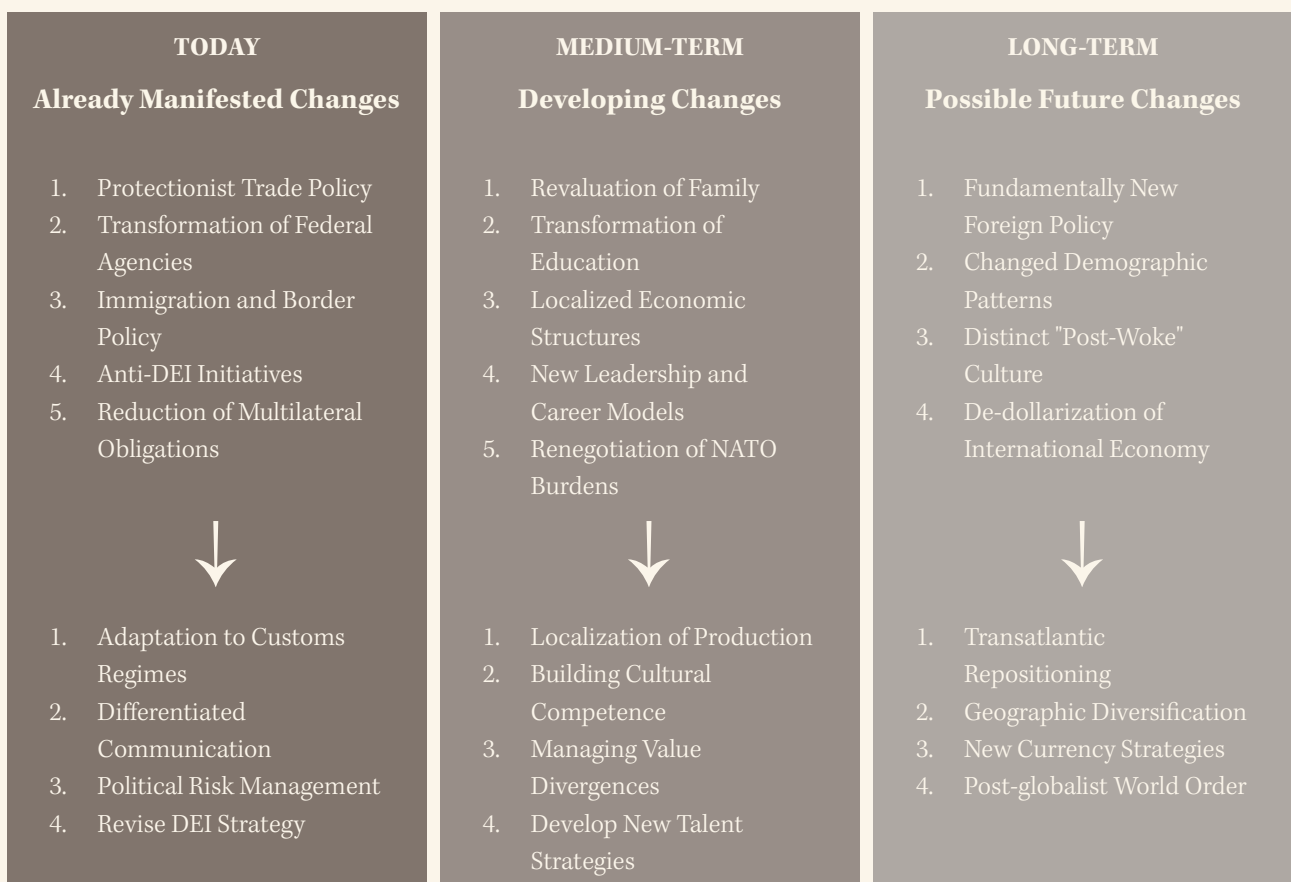 TODAY
Already Manifested Changes
1. Protectionist Trade Policy
2. Transformation of Federal
Agencies
3. Immigration and Border
Policy
4. Anti-DEI Initiatives
5. Reduction of Multilateral
Obligations
1. Adaptation to Customs
Regimes
2. Differentiated
Communication
3. Political Risk Management
4. Revise DEI Strategy
MEDIUM-TERM
Developing Changes
1. Revaluation of Family
2. Transformation of
Education
3. Localized Economic
Structures
4. New Leadership and
Career Models
5. Renegotiation of NATO
Burdens
1. Localization of Production
2. Building Cultural
Competence
3. Managing Value
Divergences
4. Develop New Talent
Strategies
LONG-TERM
Possible Future Changes
1. Fundamentally New
Foreign Policy
2. Changed Demographic
Patterns
3. Distinct "Post-Woke"
Culture
4. De-dollarization of
International Economy
1. Transatlantic
Repositioning
2. Geographic Diversification
3. New Currency Strategies
4. Post-globalist World Order